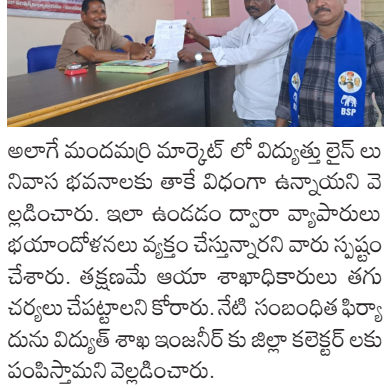 BSP
అలాగే మందమర్రి మార్కెట్ లో విద్యుత్తు లైన్ లు
నివాస భవనాలకు తాకే విధంగా ఉన్నాయని వె
ల్లడించారు. ఇలా ఉండడం ద్వారా వ్యాపారులు
భయాందోళనలు వ్యక్తం చేస్తున్నారని వారు స్పష్టం
చేశారు. తక్షణమే ఆయా శాఖాధికారులు తగు
చర్యలు చేపట్టాలని కోరారు. నేటి సంబంధిత ఫిర్యా
దును విద్యుత్ శాఖ ఇంజనీర్ కు జిల్లా కలెక్టర్ లకు
పంపిస్తామని వెల్లడించారు.